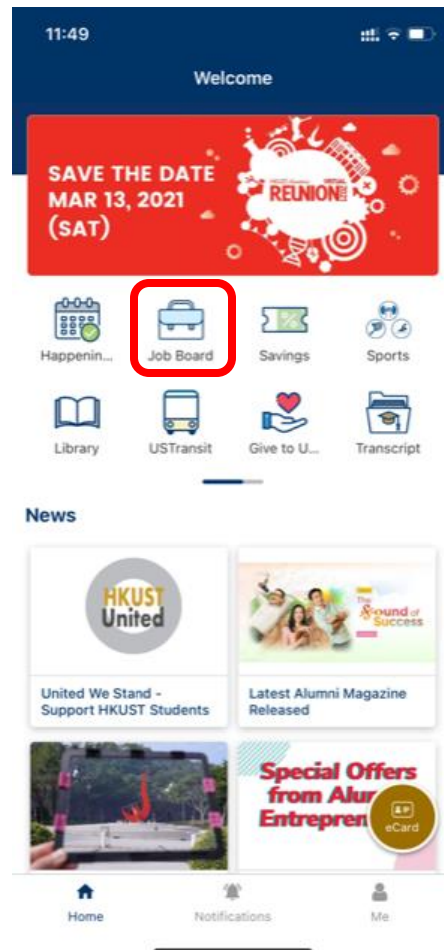 11:49
Welcome
SAVE THE DATE
MAR 13, 2021
(SAT)
REUNION
Happenin...
Job Board
Savings
Sports
Library
USTransit
Give to U...
Transcript
News
HKUST
United
The
Sound of
Success
United We Stand -
Support HKUST Students
Latest Alumni Magazine
Released
Special Offers
from
eCard
Home
Notifications
Me